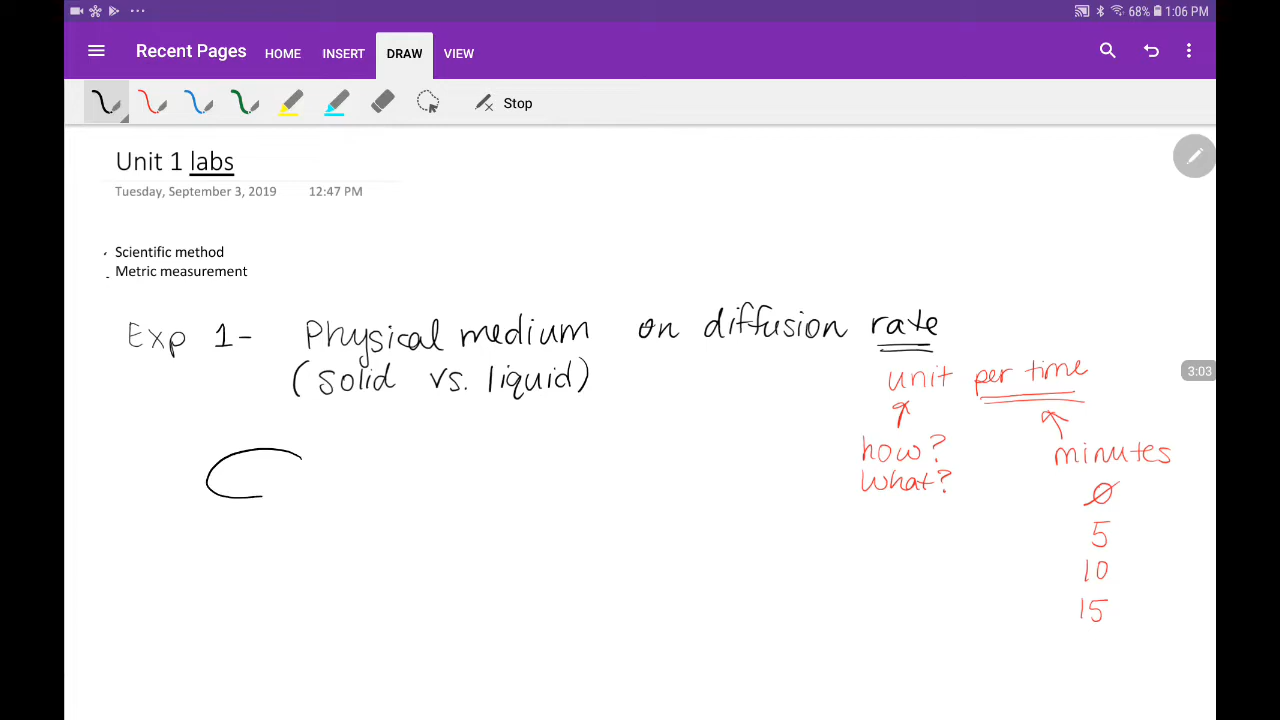 68% 1:06 PM
Recent Pages HOME INSERT DRAW VIEW
Stop
Unit 1 labs
Tuesday, September 3, 2019 12:47 PM
Scientific method
Metric measurement
Exp 1- Physical medium on diffusion rate
(solid vs. liquid)
unit per time
3:03
how? minutes
what?
0
5
10
15